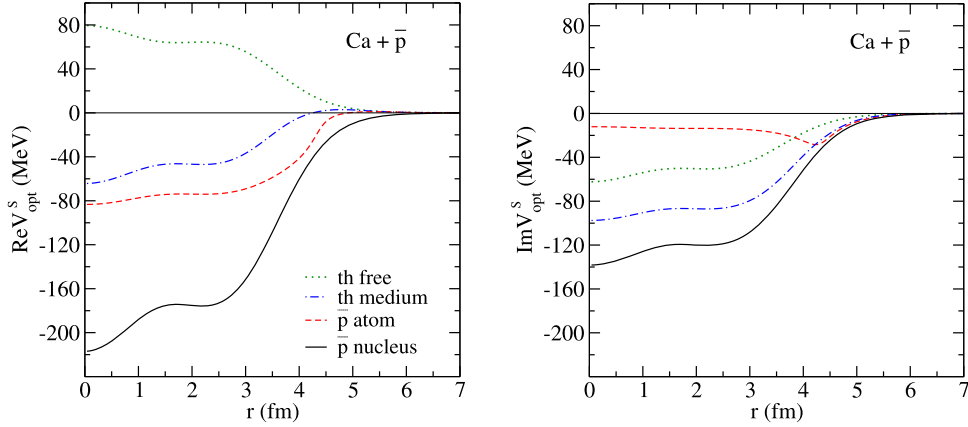 Ca + p̅
80
40
0
-40
-80
-120
-160
-200
ReV^S_opt (MeV)
th free
th medium
p̅ atom
p̅ nucleus
0 1 2 3 4 5 6 7
r (fm)
Ca + p̅
80
40
0
-40
-80
-120
-160
-200
ImV^S_opt (MeV)
0 1 2 3 4 5 6 7
r (fm)